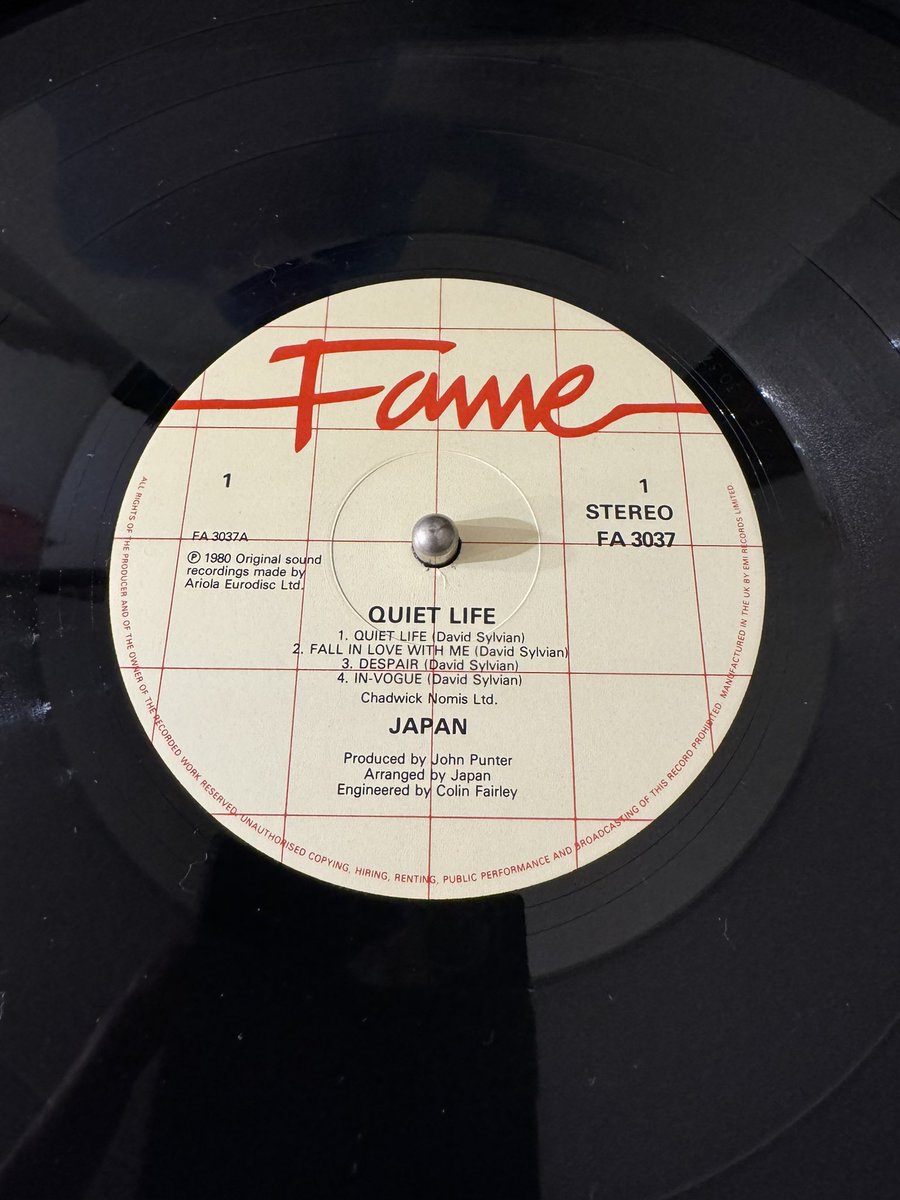 Fame
1
FA 3037A
Ⓟ 1980 Original sound
recordings made by
Ariola Eurodisc Ltd.
1
STEREO
FA 3037
QUIET LIFE
1. QUIET LIFE (David Sylvian)
2. FALL IN LOVE WITH ME (David Sylvian)
3. DESPAIR (David Sylvian)
4. IN-VOGUE (David Sylvian)
Chadwick Nomis Ltd.
JAPAN
Produced by John Punter
Arranged by Japan
Engineered by Colin Fairley
ALL RIGHTS OF THE PRODUCER AND OF THE OWNER OF THE RECORDED WORK RESERVED. UNAUTHORISED COPYING, HIRING, RENTING, PUBLIC PERFORMANCE AND BROADCASTING OF THIS RECORD PROHIBITED. MANUFACTURED IN THE UK BY EMI RECORDS LIMITED.